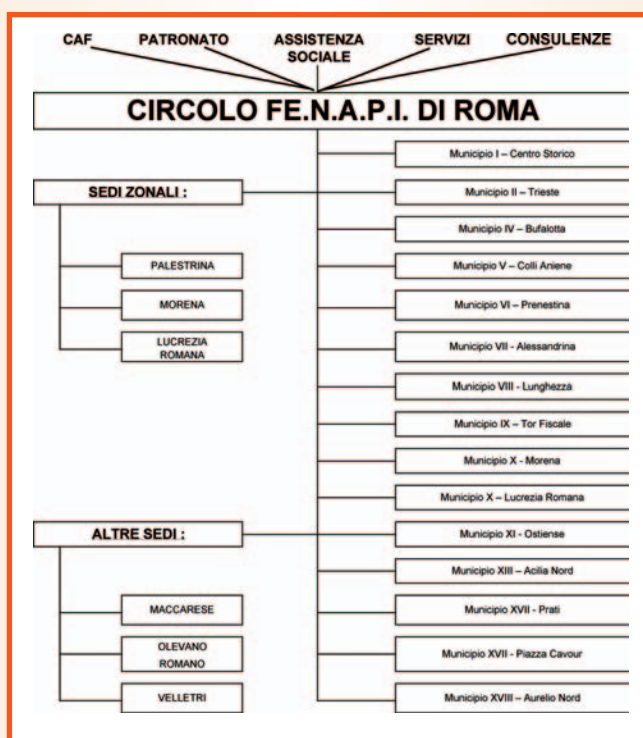 CAF PATRONATO ASSISTENZA SOCIALE SERVIZI CONSULENZE
CIRCOLO FE.N.A.P.I. DI ROMA
SEDI ZONALI :
PALESTRINA
MORENA
LUCREZIA
ROMANA
ALTRE SEDI :
MACCARESE
OLEVANO
ROMANO
VELLETRI
Municipio I – Centro Storico
Municipio II – Trieste
Municipio IV – Bufalotta
Municipio V – Colli Aniene
Municipio VI – Prenestina
Municipio VII - Alessandrina
Municipio VIII - Lunghezza
Municipio IX – Tor Fiscale
Municipio X - Morena
Municipio X – Lucrezia Romana
Municipio XI - Ostiense
Municipio XIII – Acilia Nord
Municipio XVII - Prati
Municipio XVII - Piazza Cavour
Municipio XVIII – Aurelio Nord